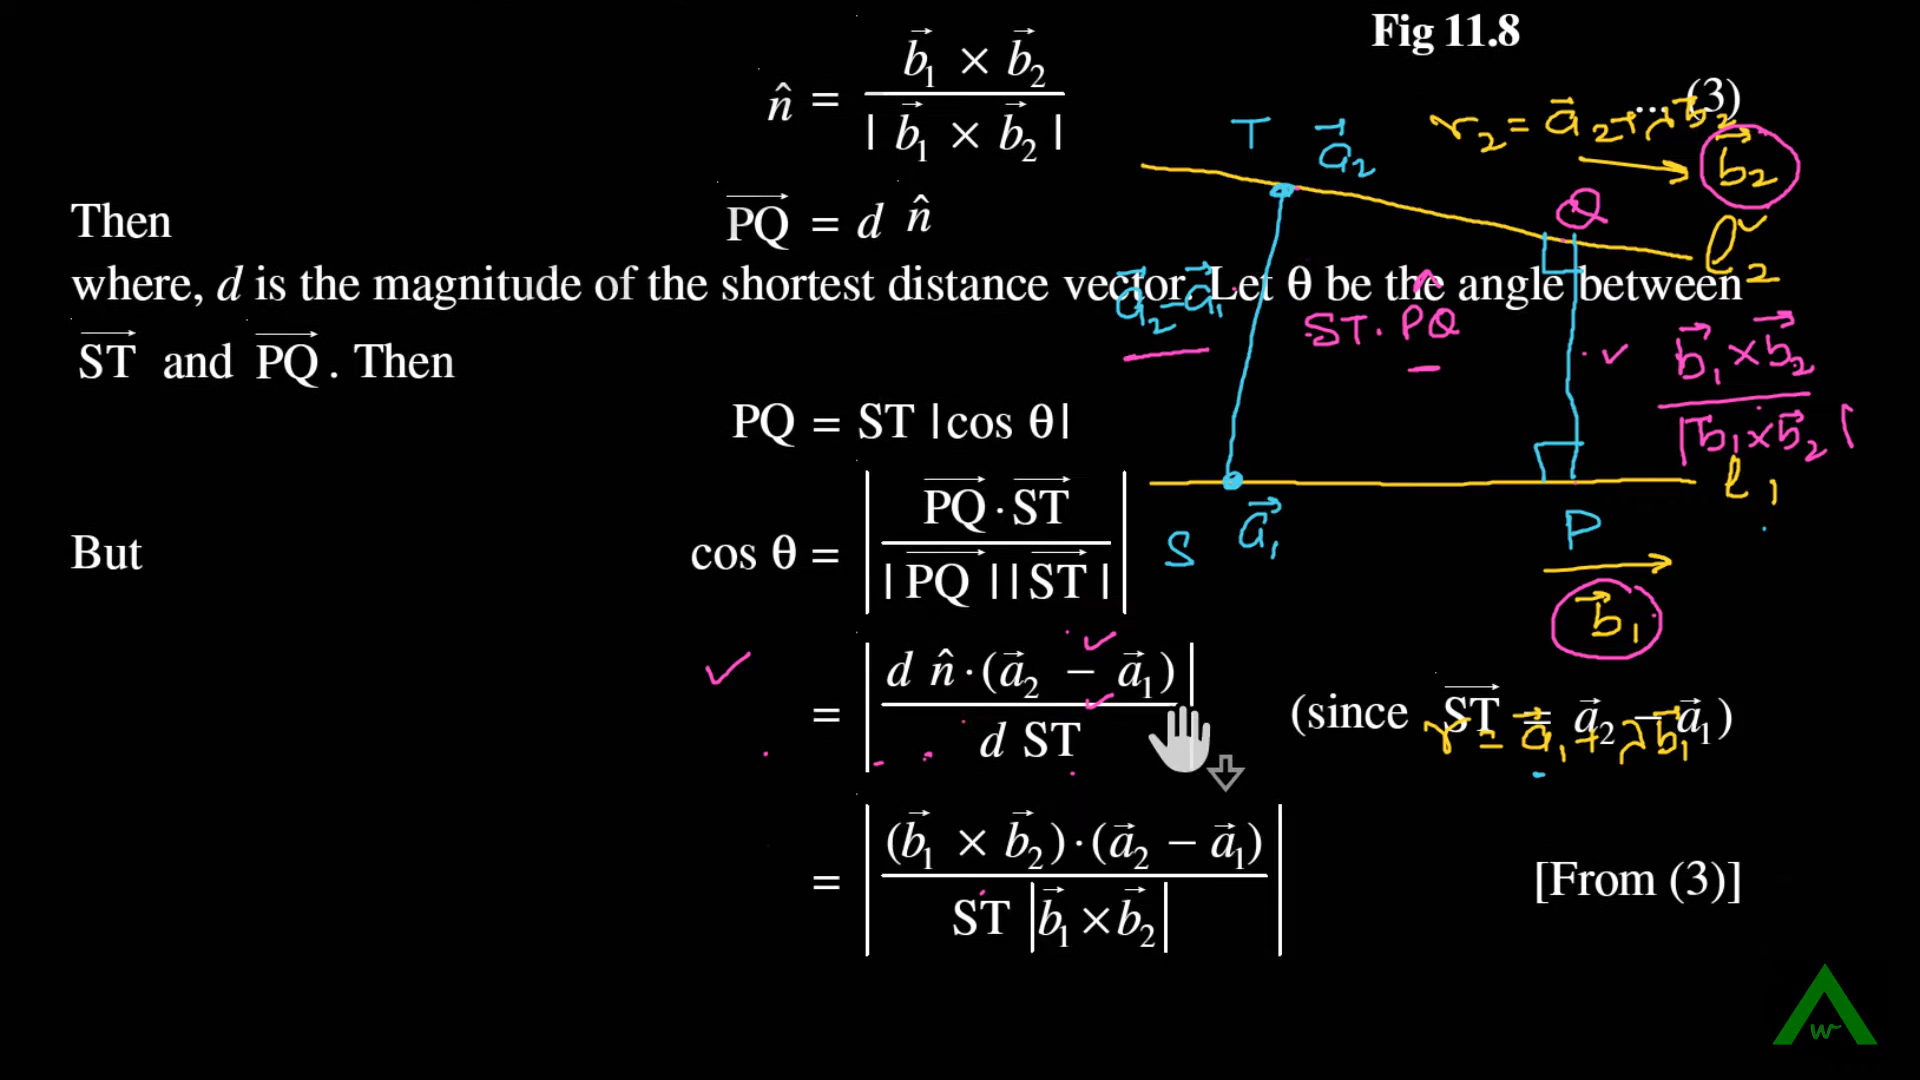 Fig 11.8
n̂ = (b⃗₁ × b⃗₂) / | b⃗₁ × b⃗₂ | ... (3)
T a⃗₂ r₂ = a⃗₂ + λb⃗₂
b⃗₂
Then PQ⃗ = d n̂
Q
l₂
where, d is the magnitude of the shortest distance vector. Let θ be the angle between
a⃗₂ – a⃗₁ ST · PQ
ST⃗ and PQ⃗ . Then
b⃗₁ × b⃗₂ / |b⃗₁ × b⃗₂|
PQ = ST |cos θ|
l₁
But cos θ = | PQ⃗ · ST⃗ / | PQ⃗ | | ST⃗ | |
S a⃗₁ P
b⃗₁
= | d n̂ · (a⃗₂ − a⃗₁) / d ST | (since ST⃗ = a⃗₂ − a⃗₁)
r = a⃗₁ + λb⃗₁
= | (b⃗₁ × b⃗₂) · (a⃗₂ − a⃗₁) / ST |b⃗₁ × b⃗₂| | [From (3)]